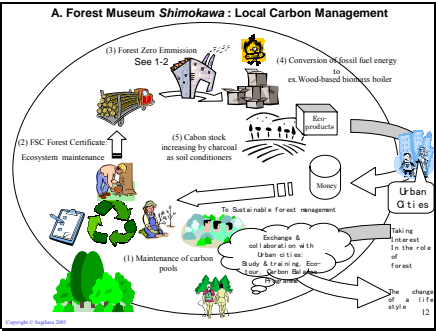 A. Forest Museum Shimokawa : Local Carbon Management
(3) Forest Zero Emmission
See 1-2
(4) Conversion of fossil fuel energy
to
ex.Wood-based biomass boiler
Eco-
products
(2) FSC Forest Certificate:
Ecosystem maintenance
(5) Cabon stock
increasing by charcoal
as soil conditioners
Money
Urban
Cities
To Sustainable forest management
(1) Maintenance of carbon
pools
Exchange &
collaboration with
Urban cities:
Study & training, Eco-
tour, Carbon Balance
Programme
Taking
Interest
In the role
of
forest
The change
of a life
style
12
Copyright © Sugihara 2005